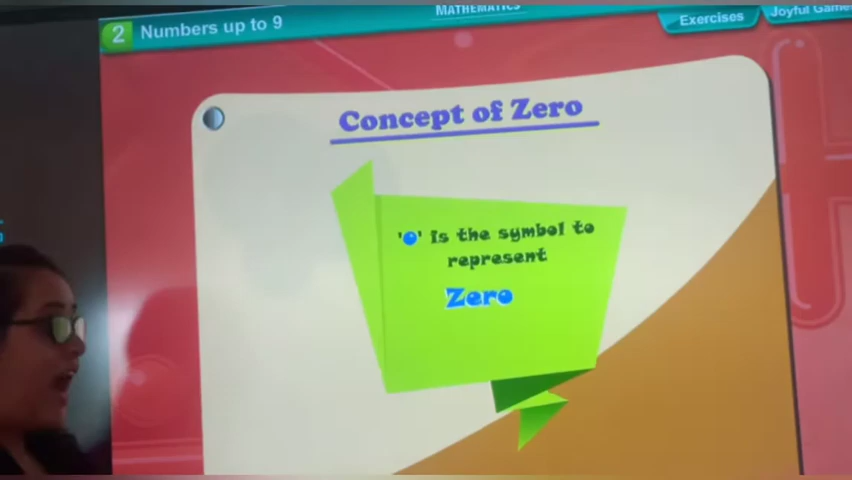 MATHEMATICS
2 Numbers up to 9
Exercises
Joyful Game
Concept of Zero
'0' is the symbol to
represent
Zero